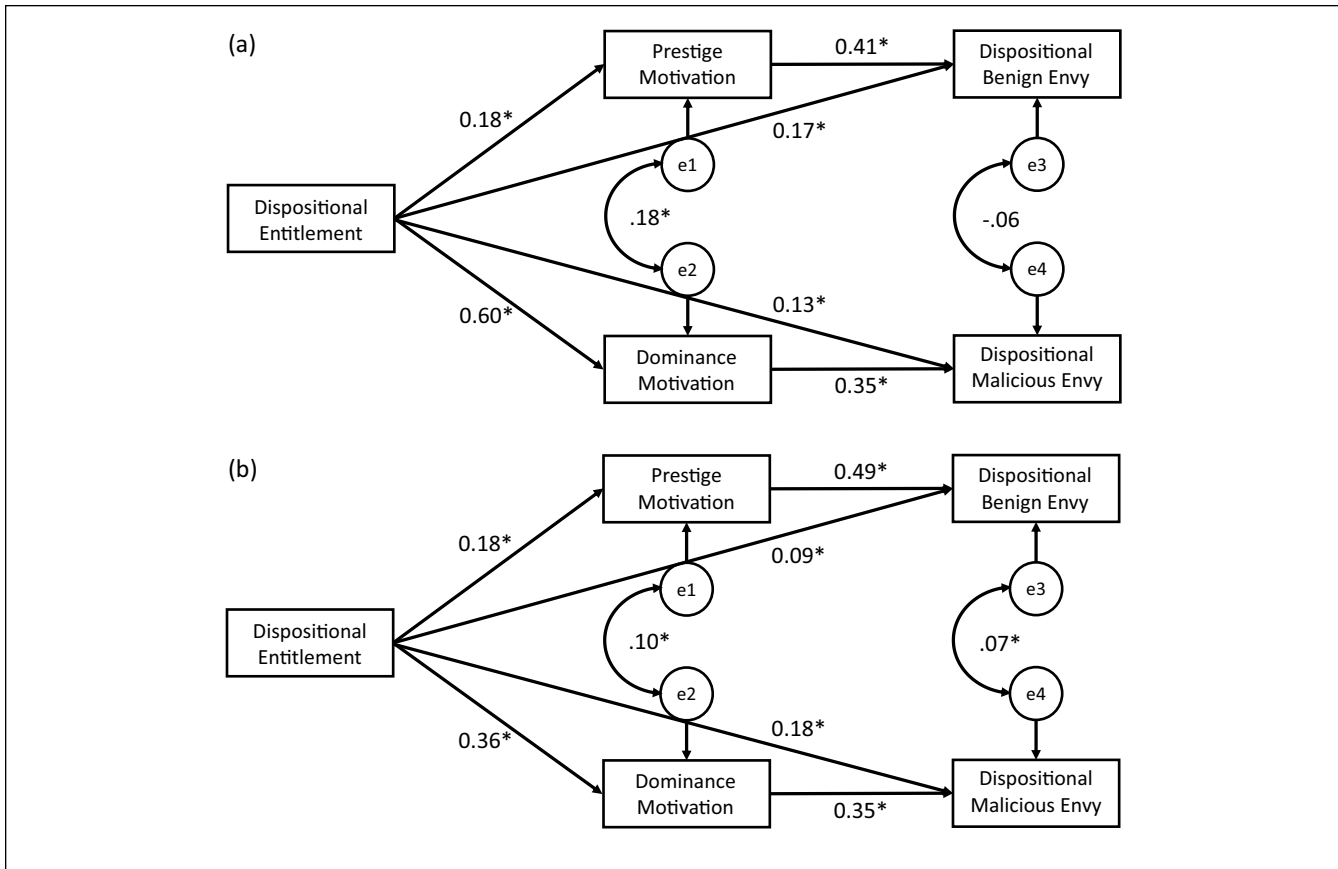 (a)
Prestige
Motivation
0.41*
Dispositional
Benign Envy
0.18*
0.17*
e1
e3
Dispositional
Entitlement
.18*
-.06
e2
e4
0.60*
0.13*
Dominance
Motivation
0.35*
Dispositional
Malicious Envy
(b)
Prestige
Motivation
0.49*
Dispositional
Benign Envy
0.18*
0.09*
e1
e3
Dispositional
Entitlement
.10*
.07*
e2
e4
0.36*
0.18*
Dominance
Motivation
0.35*
Dispositional
Malicious Envy